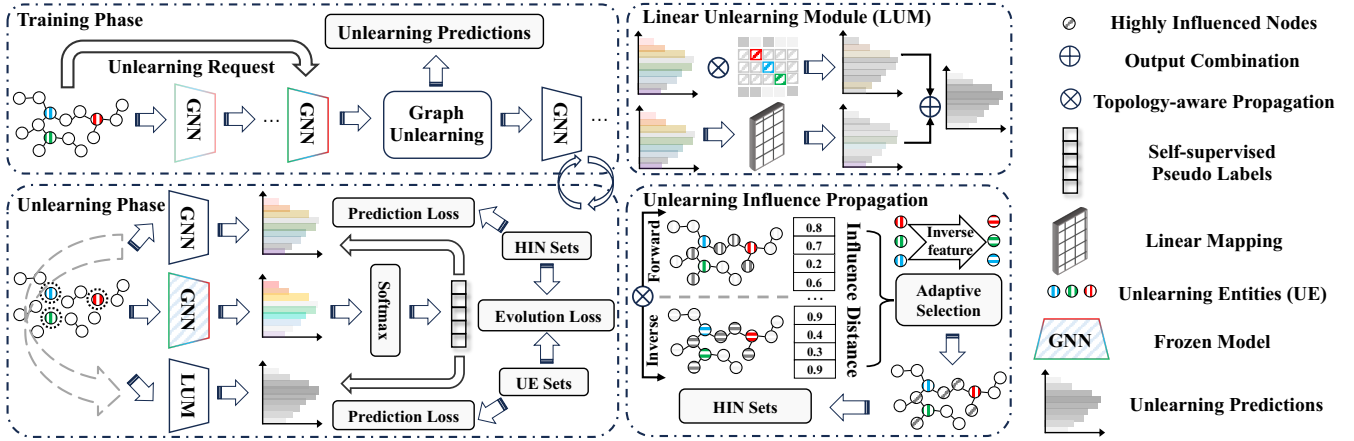 Training Phase
Unlearning Predictions
Unlearning Request
GNN
...
GNN
Graph
Unlearning
GNN
...
Linear Unlearning Module (LUM)
Unlearning Phase
GNN
GNN
LUM
Prediction Loss
Sofmmax
Prediction Loss
HIN Sets
Evolution Loss
UE Sets
Unlearning Influence Propagation
Forward
Inverse
0.8
0.7
0.2
0.6
...
0.9
0.4
0.3
0.9
Influence Distance
Inverse
feature
Adaptive
Selection
HIN Sets
Highly Influenced Nodes
Output Combination
Topology-aware Propagation
Self-supervised
Pseudo Labels
Linear Mapping
Unlearning Entities (UE)
GNN
Frozen Model
Unlearning Predictions